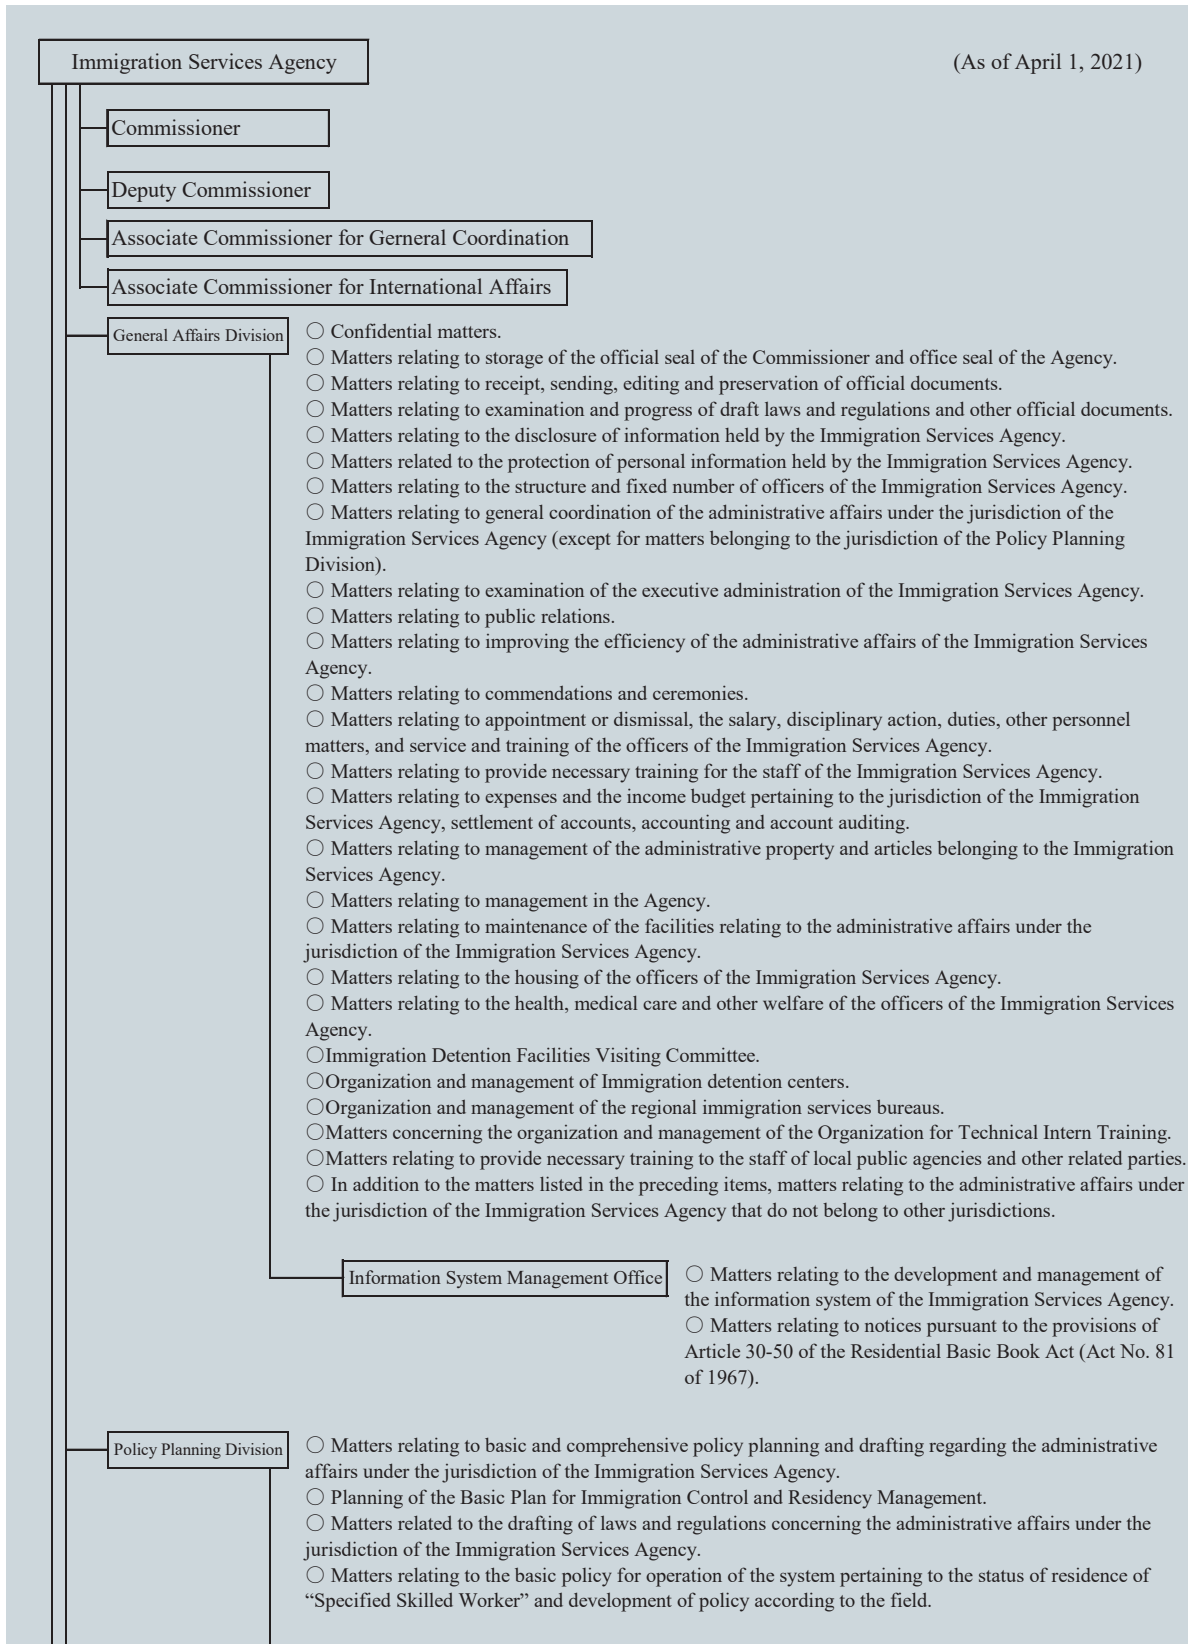 Immigration Services Agency
(As of April 1, 2021)
Commissioner
Deputy Commissioner
Associate Commissioner for Gerneral Coordination
Associate Commissioner for International Affairs
General Affairs Division
○ Confidential matters.
○ Matters relating to storage of the official seal of the Commissioner and office seal of the Agency.
○ Matters relating to receipt, sending, editing and preservation of official documents.
○ Matters relating to examination and progress of draft laws and regulations and other official documents.
○ Matters relating to the disclosure of information held by the Immigration Services Agency.
○ Matters related to the protection of personal information held by the Immigration Services Agency.
○ Matters relating to the structure and fixed number of officers of the Immigration Services Agency.
○ Matters relating to general coordination of the administrative affairs under the jurisdiction of the
Immigration Services Agency (except for matters belonging to the jurisdiction of the Policy Planning
Division).
○ Matters relating to examination of the executive administration of the Immigration Services Agency.
○ Matters relating to public relations.
○ Matters relating to improving the efficiency of the administrative affairs of the Immigration Services
Agency.
○ Matters relating to commendations and ceremonies.
○ Matters relating to appointment or dismissal, the salary, disciplinary action, duties, other personnel
matters, and service and training of the officers of the Immigration Services Agency.
○ Matters relating to provide necessary training for the staff of the Immigration Services Agency.
○ Matters relating to expenses and the income budget pertaining to the jurisdiction of the Immigration
Services Agency, settlement of accounts, accounting and account auditing.
○ Matters relating to management of the administrative property and articles belonging to the Immigration
Services Agency.
○ Matters relating to management in the Agency.
○ Matters relating to maintenance of the facilities relating to the administrative affairs under the
jurisdiction of the Immigration Services Agency.
○ Matters relating to the housing of the officers of the Immigration Services Agency.
○ Matters relating to the health, medical care and other welfare of the officers of the Immigration Services
Agency.
○Immigration Detention Facilities Visiting Committee.
○Organization and management of Immigration detention centers.
○Organization and management of the regional immigration services bureaus.
○Matters concerning the organization and management of the Organization for Technical Intern Training.
○Matters relating to provide necessary training to the staff of local public agencies and other related parties.
○ In addition to the matters listed in the preceding items, matters relating to the administrative affairs under
the jurisdiction of the Immigration Services Agency that do not belong to other jurisdictions.
Information System Management Office
○ Matters relating to the development and management of
the information system of the Immigration Services Agency.
○ Matters relating to notices pursuant to the provisions of
Article 30-50 of the Residential Basic Book Act (Act No. 81
of 1967).
Policy Planning Division
○ Matters relating to basic and comprehensive policy planning and drafting regarding the administrative
affairs under the jurisdiction of the Immigration Services Agency.
○ Planning of the Basic Plan for Immigration Control and Residency Management.
○ Matters related to the drafting of laws and regulations concerning the administrative affairs under the
jurisdiction of the Immigration Services Agency.
○ Matters relating to the basic policy for operation of the system pertaining to the status of residence of
“Specified Skilled Worker” and development of policy according to the field.